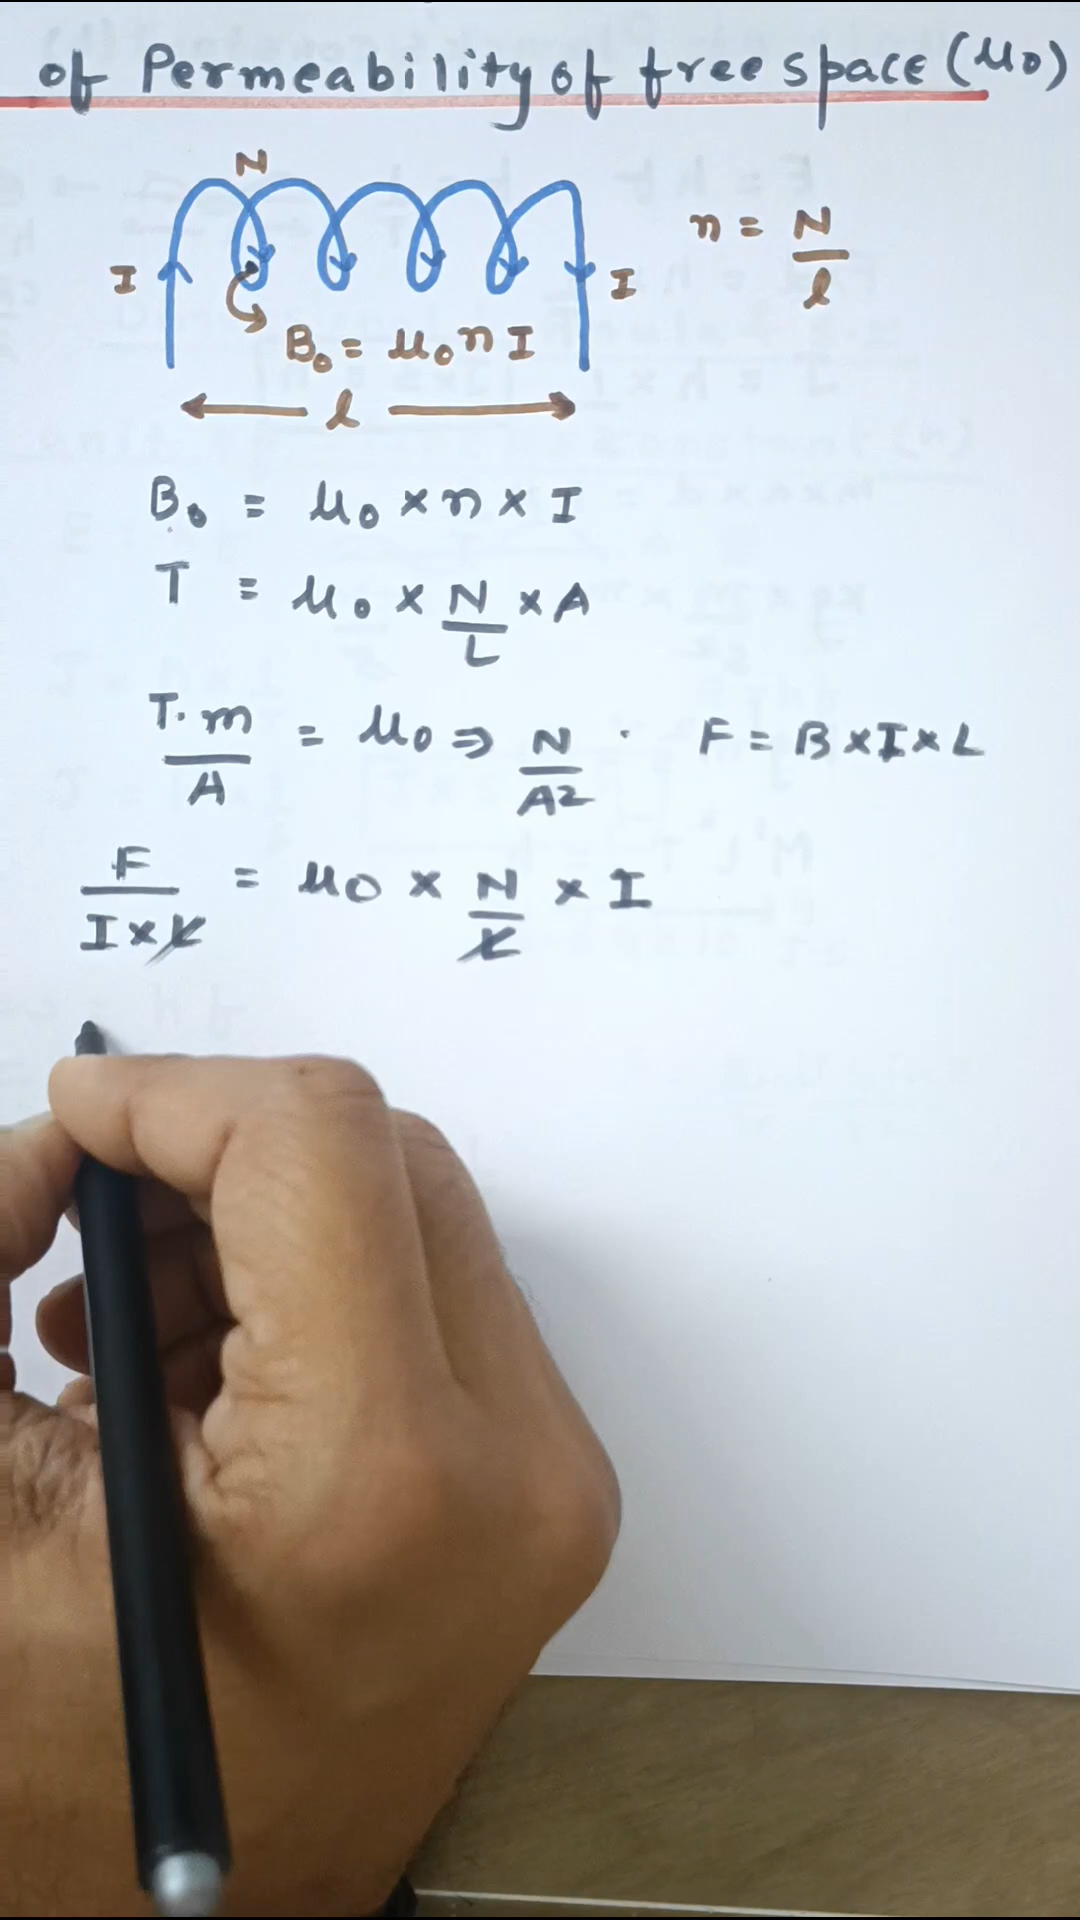 of Permeability of free space (μ0)
N
n = N/l
I
I
B0 = μ0 n I
l
B0 = μ0 × n × I
T = μ0 × N/L × A
T.m/A = μ0 ⇒ N/A2 . F = B × I × L
F/I×L = μ0 × N/L × I